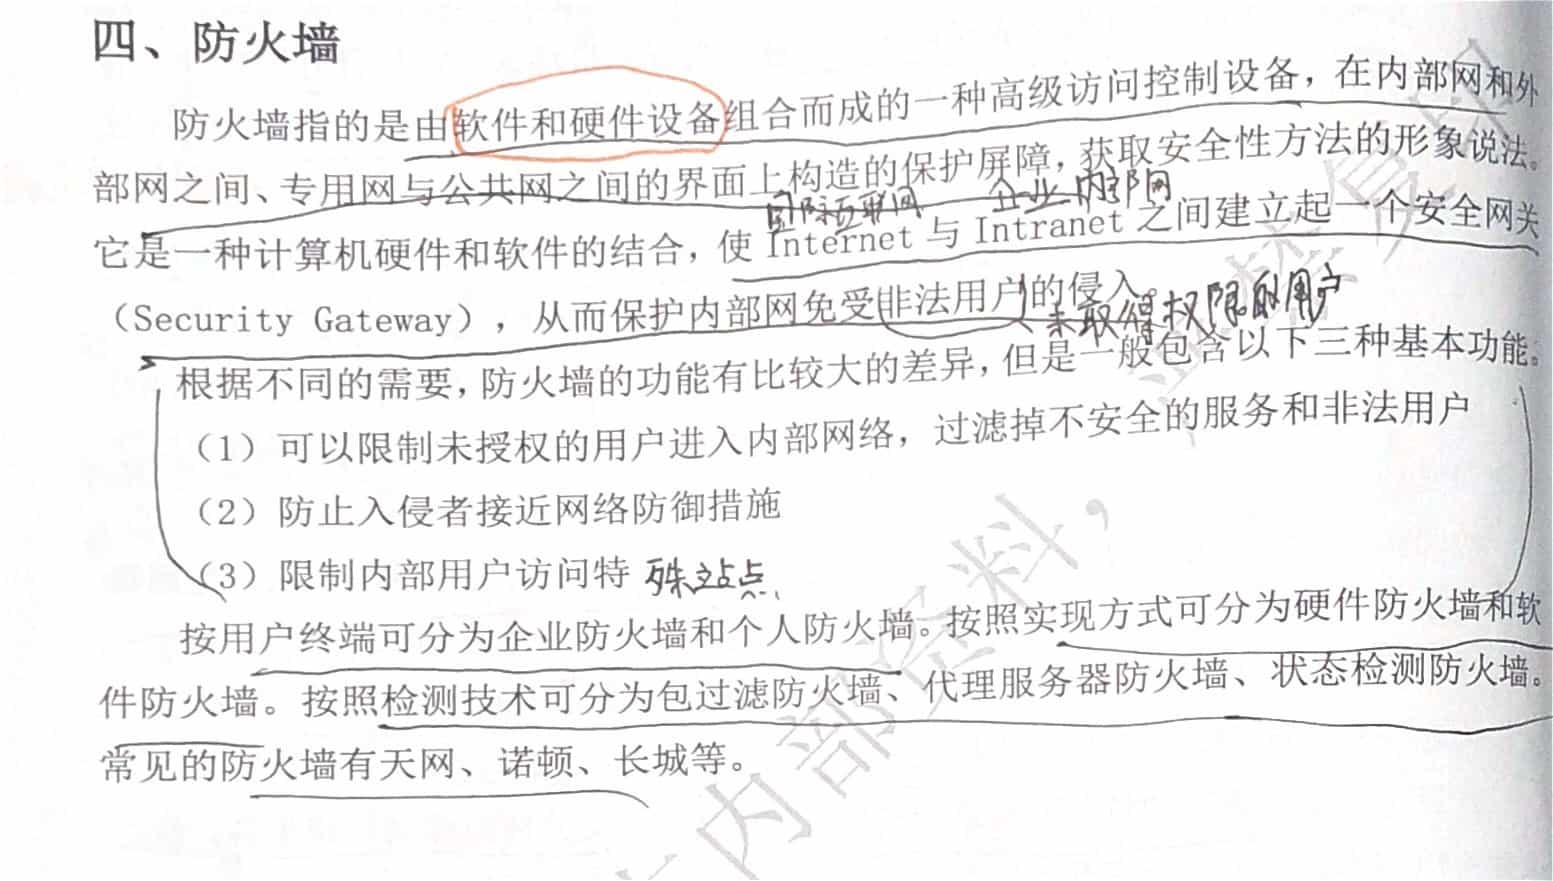 四、防火墙
防火墙指的是由软件和硬件设备组合而成的一种高级访问控制设备，在内部网和外
部网之间、专用网与公共网之间的界面上构造的保护屏障，获取安全性方法的形象说法。
国际互联网 企业内部网
它是一种计算机硬件和软件的结合，使 Internet 与 Intranet 之间建立起一个安全网关
（Security Gateway），从而保护内部网免受非法用户的侵入。
未取得权限的用户
根据不同的需要，防火墙的功能有比较大的差异，但是一般包含以下三种基本功能。
（1）可以限制未授权的用户进入内部网络，过滤掉不安全的服务和非法用户
（2）防止入侵者接近网络防御措施
（3）限制内部用户访问特 殊站点
按用户终端可分为企业防火墙和个人防火墙。按照实现方式可分为硬件防火墙和软
件防火墙。按照检测技术可分为包过滤防火墙、代理服务器防火墙、状态检测防火墙。
常见的防火墙有天网、诺顿、长城等。
内部资料，